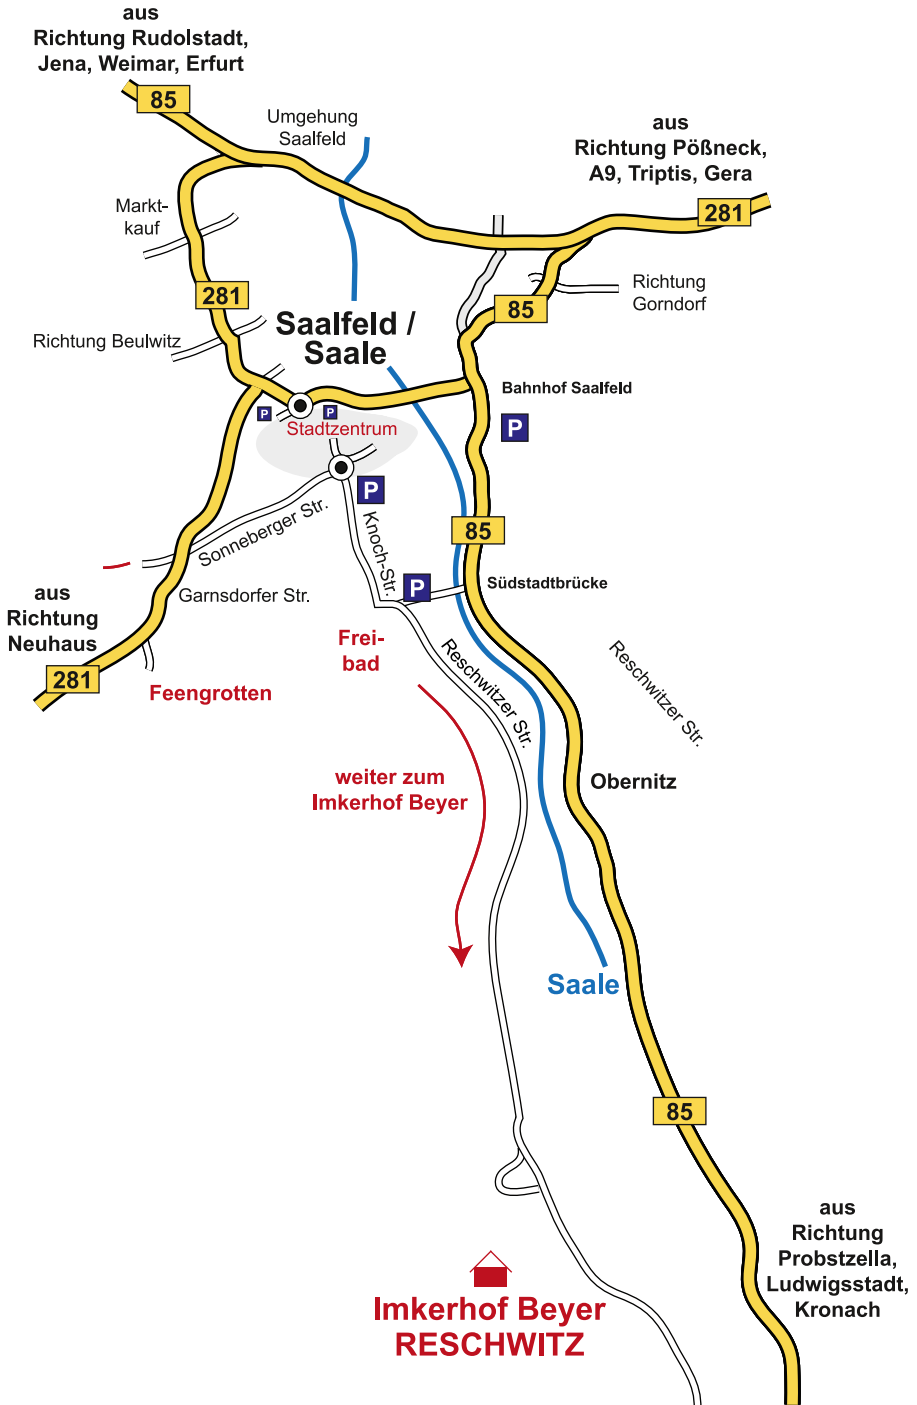 aus
Richtung Rudolstadt,
Jena, Weimar, Erfurt
85
Umgehung
Saalfeld
aus
Richtung Pößneck,
A9, Triptis, Gera
281
Markt-
kauf
Richtung
Gorndorf
281
85
Saalfeld /
Saale
Richtung Beulwitz
Bahnhof Saalfeld
P
P
P
Stadtzentrum
P
Sonneberger Str.
Knoch-Str.
85
P
Südstadtbrücke
Garnsdorfer Str.
aus
Richtung
Neuhaus
281
Feengrotten
Frei-
bad
Reschwitzer Str.
Reschwitzer Str.
weiter zum
Imkerhof Beyer
Obernitz
Saale
85
aus
Richtung
Probstzella,
Ludwigsstadt,
Kronach
Imkerhof Beyer
RESCHWITZ